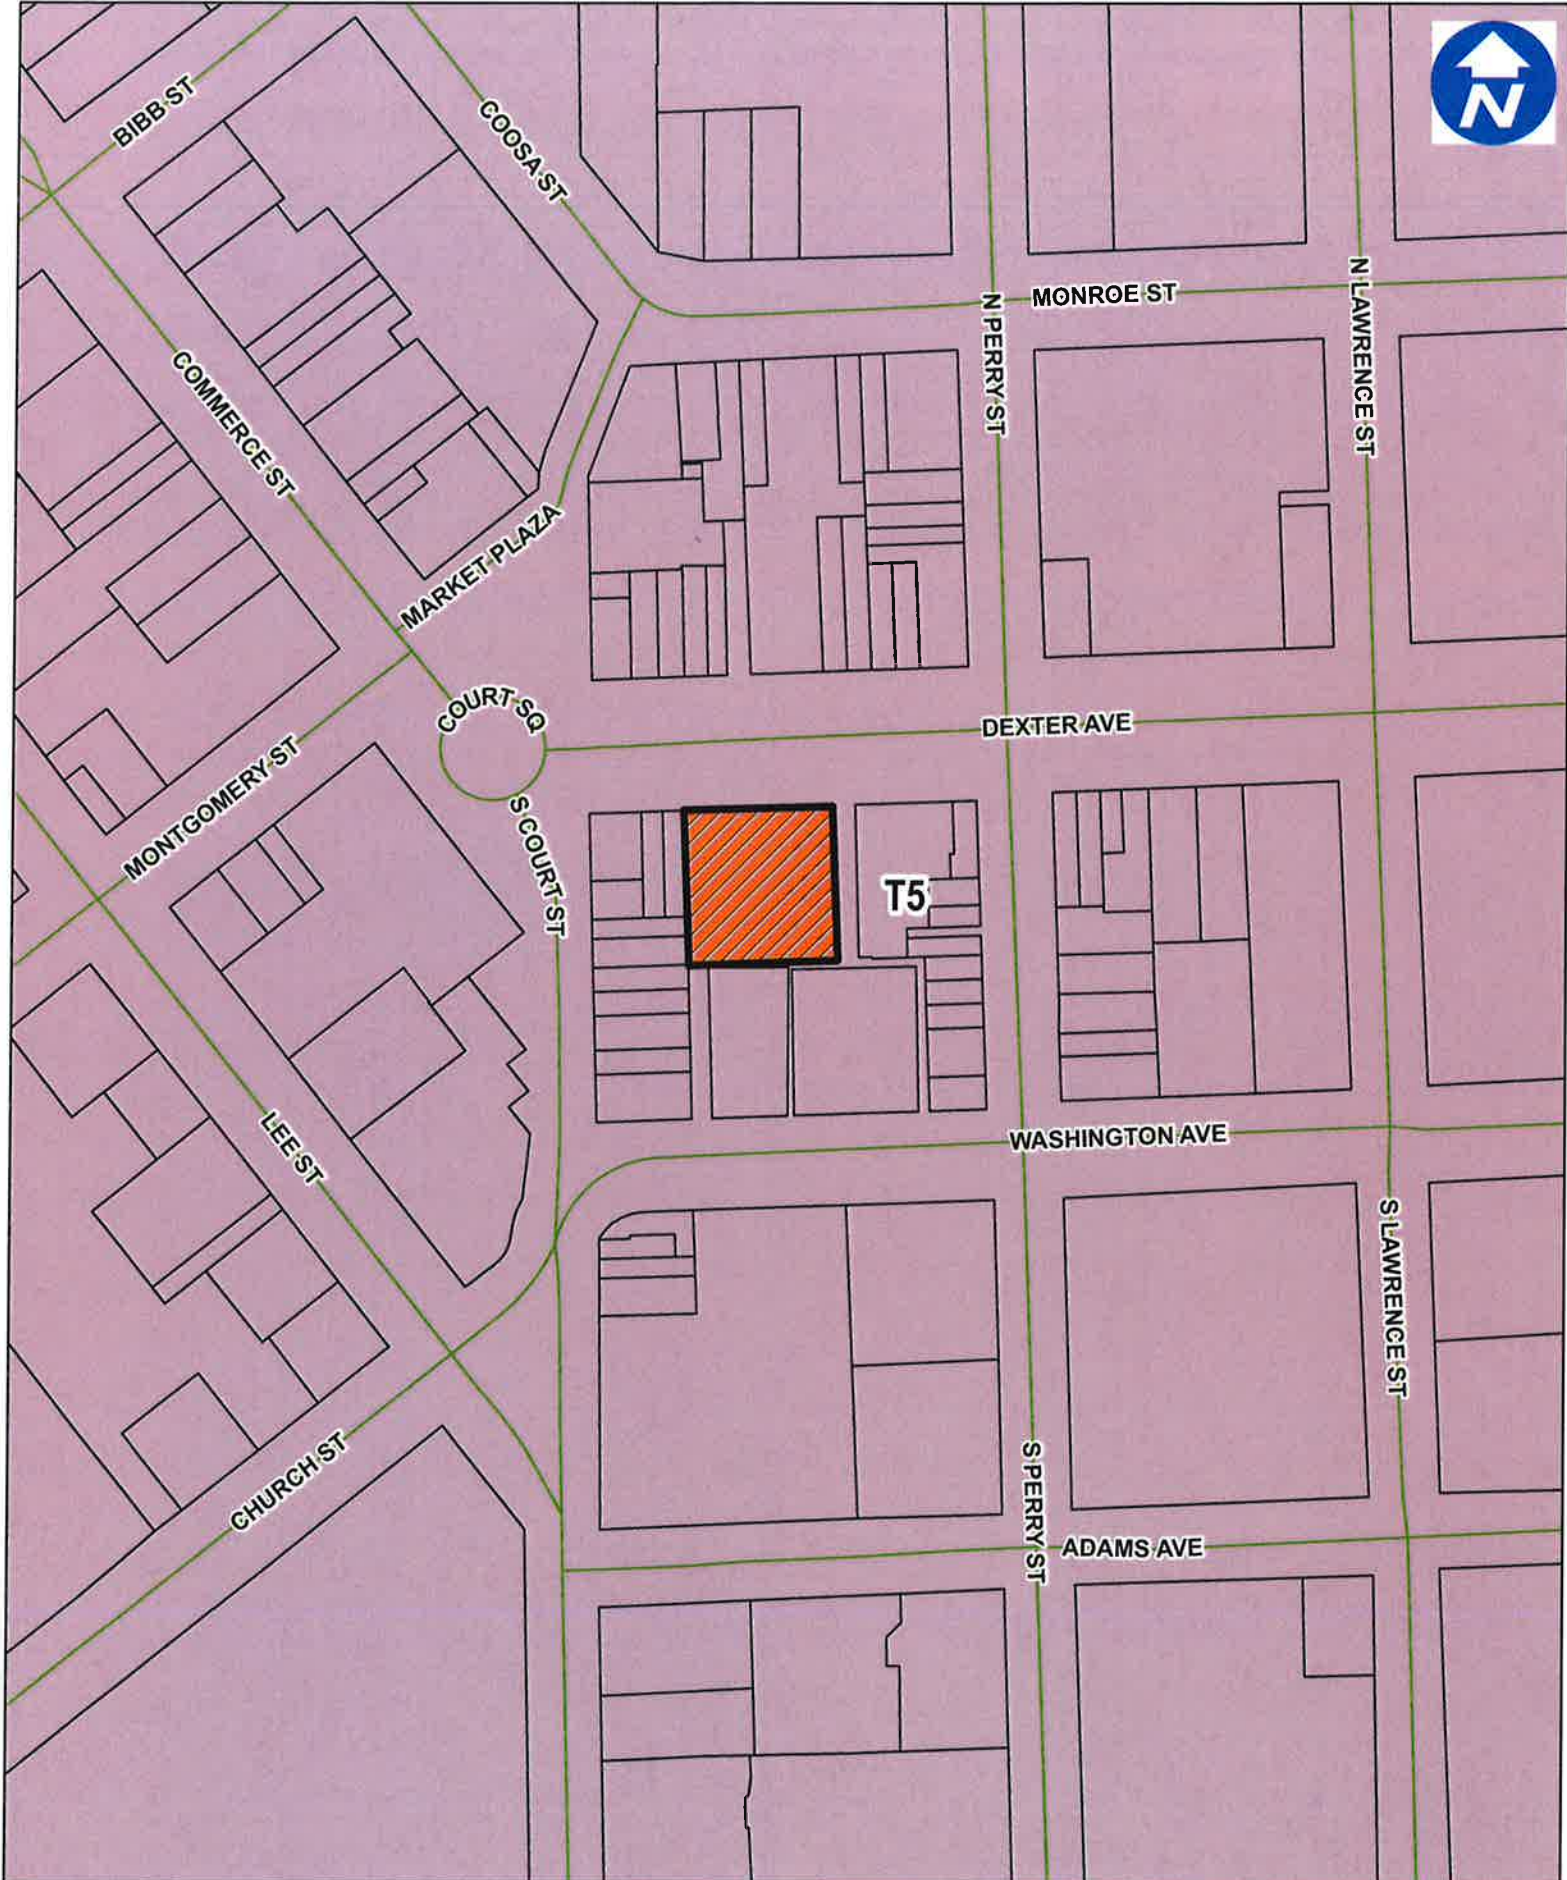 BIBB ST
COOSA ST
N
N LAWRENCE ST
MONROE ST
N PERRY ST
COMMERCE ST
MARKET PLAZA
COURT SQ
DEXTER AVE
MONTGOMERY ST
S COURT ST
T5
LEE ST
WASHINGTON AVE
S LAWRENCE ST
CHURCH ST
S PERRY ST
ADAMS AVE